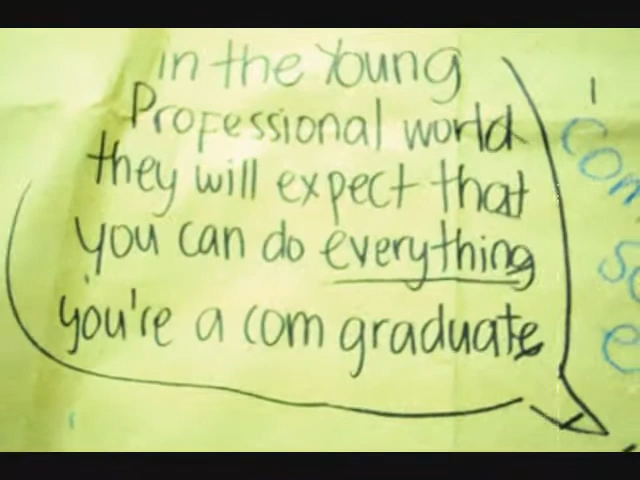 in the Young
Professional world
they will expect that
you can do everything
you're a com graduate